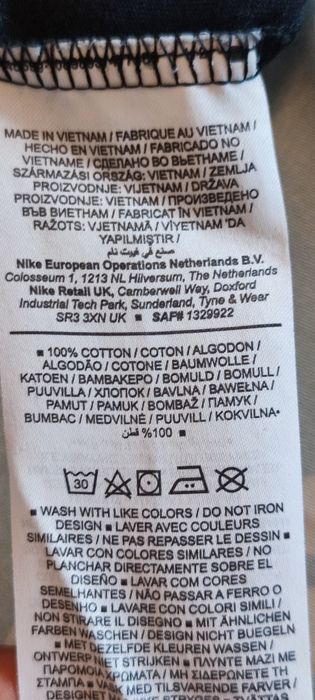 MADE IN VIETNAM / FABRIQUE AU VIETNAM /
HECHO EN VIETNAM / FABRICADO NO
VIETNAME / СДЕЛАНО ВО ВЬЕТНАМЕ /
SZÁRMAZÁSI ORSZÁG: VIETNAM / ZEMLJA
PROIZVODNJE: VIJETNAM / DRŽAVA
PROIZVODNJE: VIETNAM / ПРОИЗВЕДЕНО
ВЪВ ВИЕТНАМ / FABRICAT ÎN VIETNAM /
RAŽOTS: VJETNAMĀ / VİYETNAM 'DA
YAPILMIŞTIR /
صنع في فييت نام
Nike European Operations Netherlands B.V.
Colosseum 1, 1213 NL Hilversum, The Netherlands
Nike Retail UK, Camberwell Way, Doxford
Industrial Tech Park, Sunderland, Tyne & Wear
SR3 3XN UK ■ SAP# 1329922
■ 100% COTTON / COTON / ALGODON /
ALGODÃO / COTONE / BAUMWOLLE /
KATOEN / ΒΑΜΒΑΚΕΡΟ / BOMULD / BOMULL /
PUUVILLA / ХЛОПОК / BAVLNA / BAWEŁNA /
PAMUT / PAMUK / BOMBAŽ / ПАМУК /
BUMBAC / MEDVILNĖ / PUUVILL / KOKVILNA
■ 100% قطن
30
■ WASH WITH LIKE COLORS / DO NOT IRON
DESIGN ■ LAVER AVEC COULEURS
SIMILAIRES / NE PAS REPASSER LE DESSIN ■
LAVAR CON COLORES SIMILARES / NO
PLANCHAR DIRECTAMENTE SOBRE EL
DISEÑO ■ LAVAR COM CORES
SEMELHANTES / NÃO PASSAR A FERRO O
DESENHO ■ LAVARE CON COLORI SIMILI /
NON STIRARE IL DISEGNO ■ MIT ÄHNLICHEN
FARBEN WASCHEN / DESIGN NICHT BUEGELN
■ MET DEZELFDE KLEUREN WASSEN /
ONTWERP NIET STRIJKEN ■ ΠΛΥΝΤΕ ΜΑΖΙ ΜΕ
ΠΑΡΟΜΟΙΑ ΧΡΩΜΑΤΑ / ΜΗ ΣΙΔΕΡΩΝΕΤΕ ΤΗ
ΣΤΑΜΠΑ ■ VASK MED TILSVARENDE FARVER /